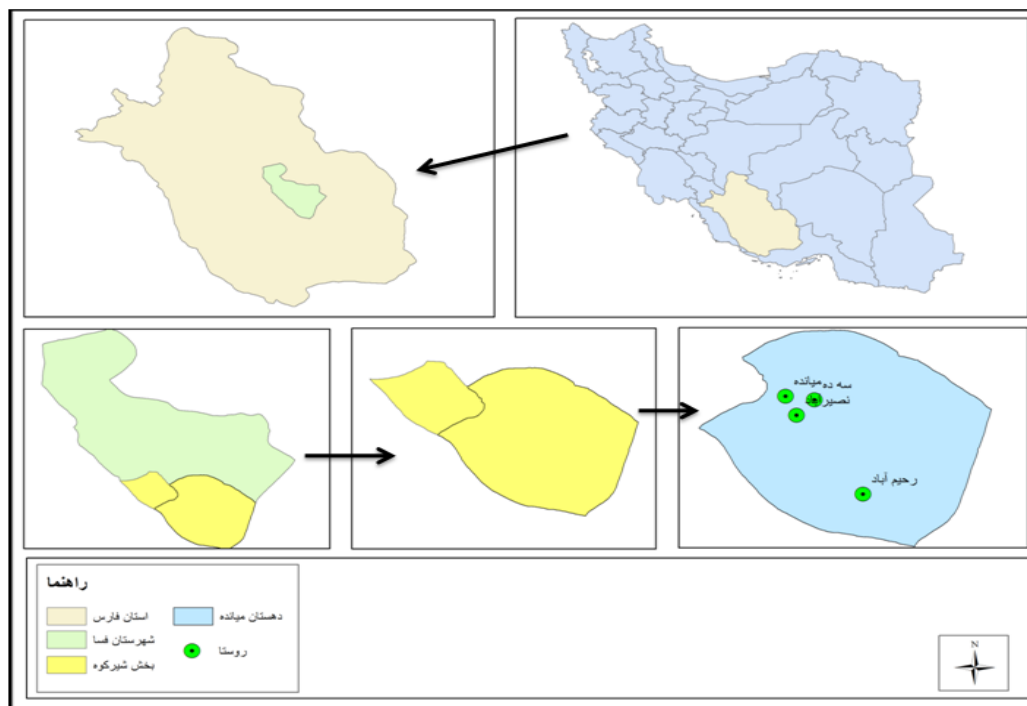 میانده
سه ده
نصیرآباد
رحیم آباد
راهنما
استان فارس
دهستان میانده
شهرستان فسا
روستا
بخش شیرکوه
N